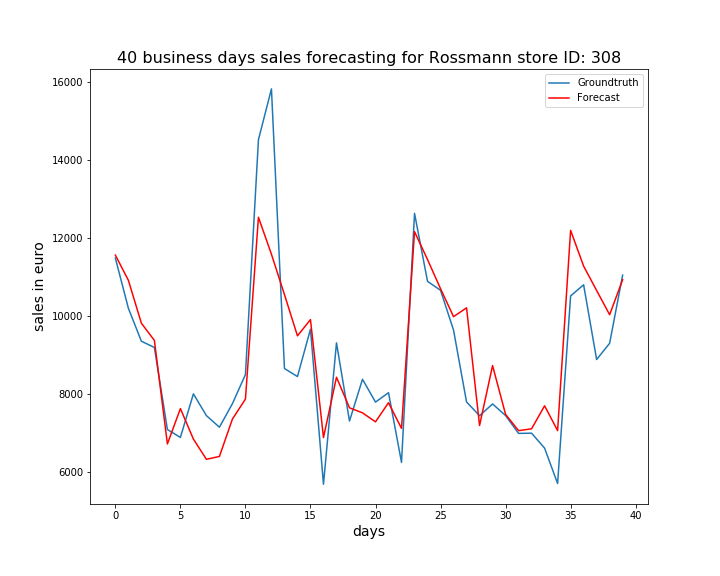 40 business days sales forecasting for Rossmann store ID: 308
Groundtruth
Forecast
16000
14000
12000
10000
8000
6000
sales in euro
0 5 10 15 20 25 30 35 40
days